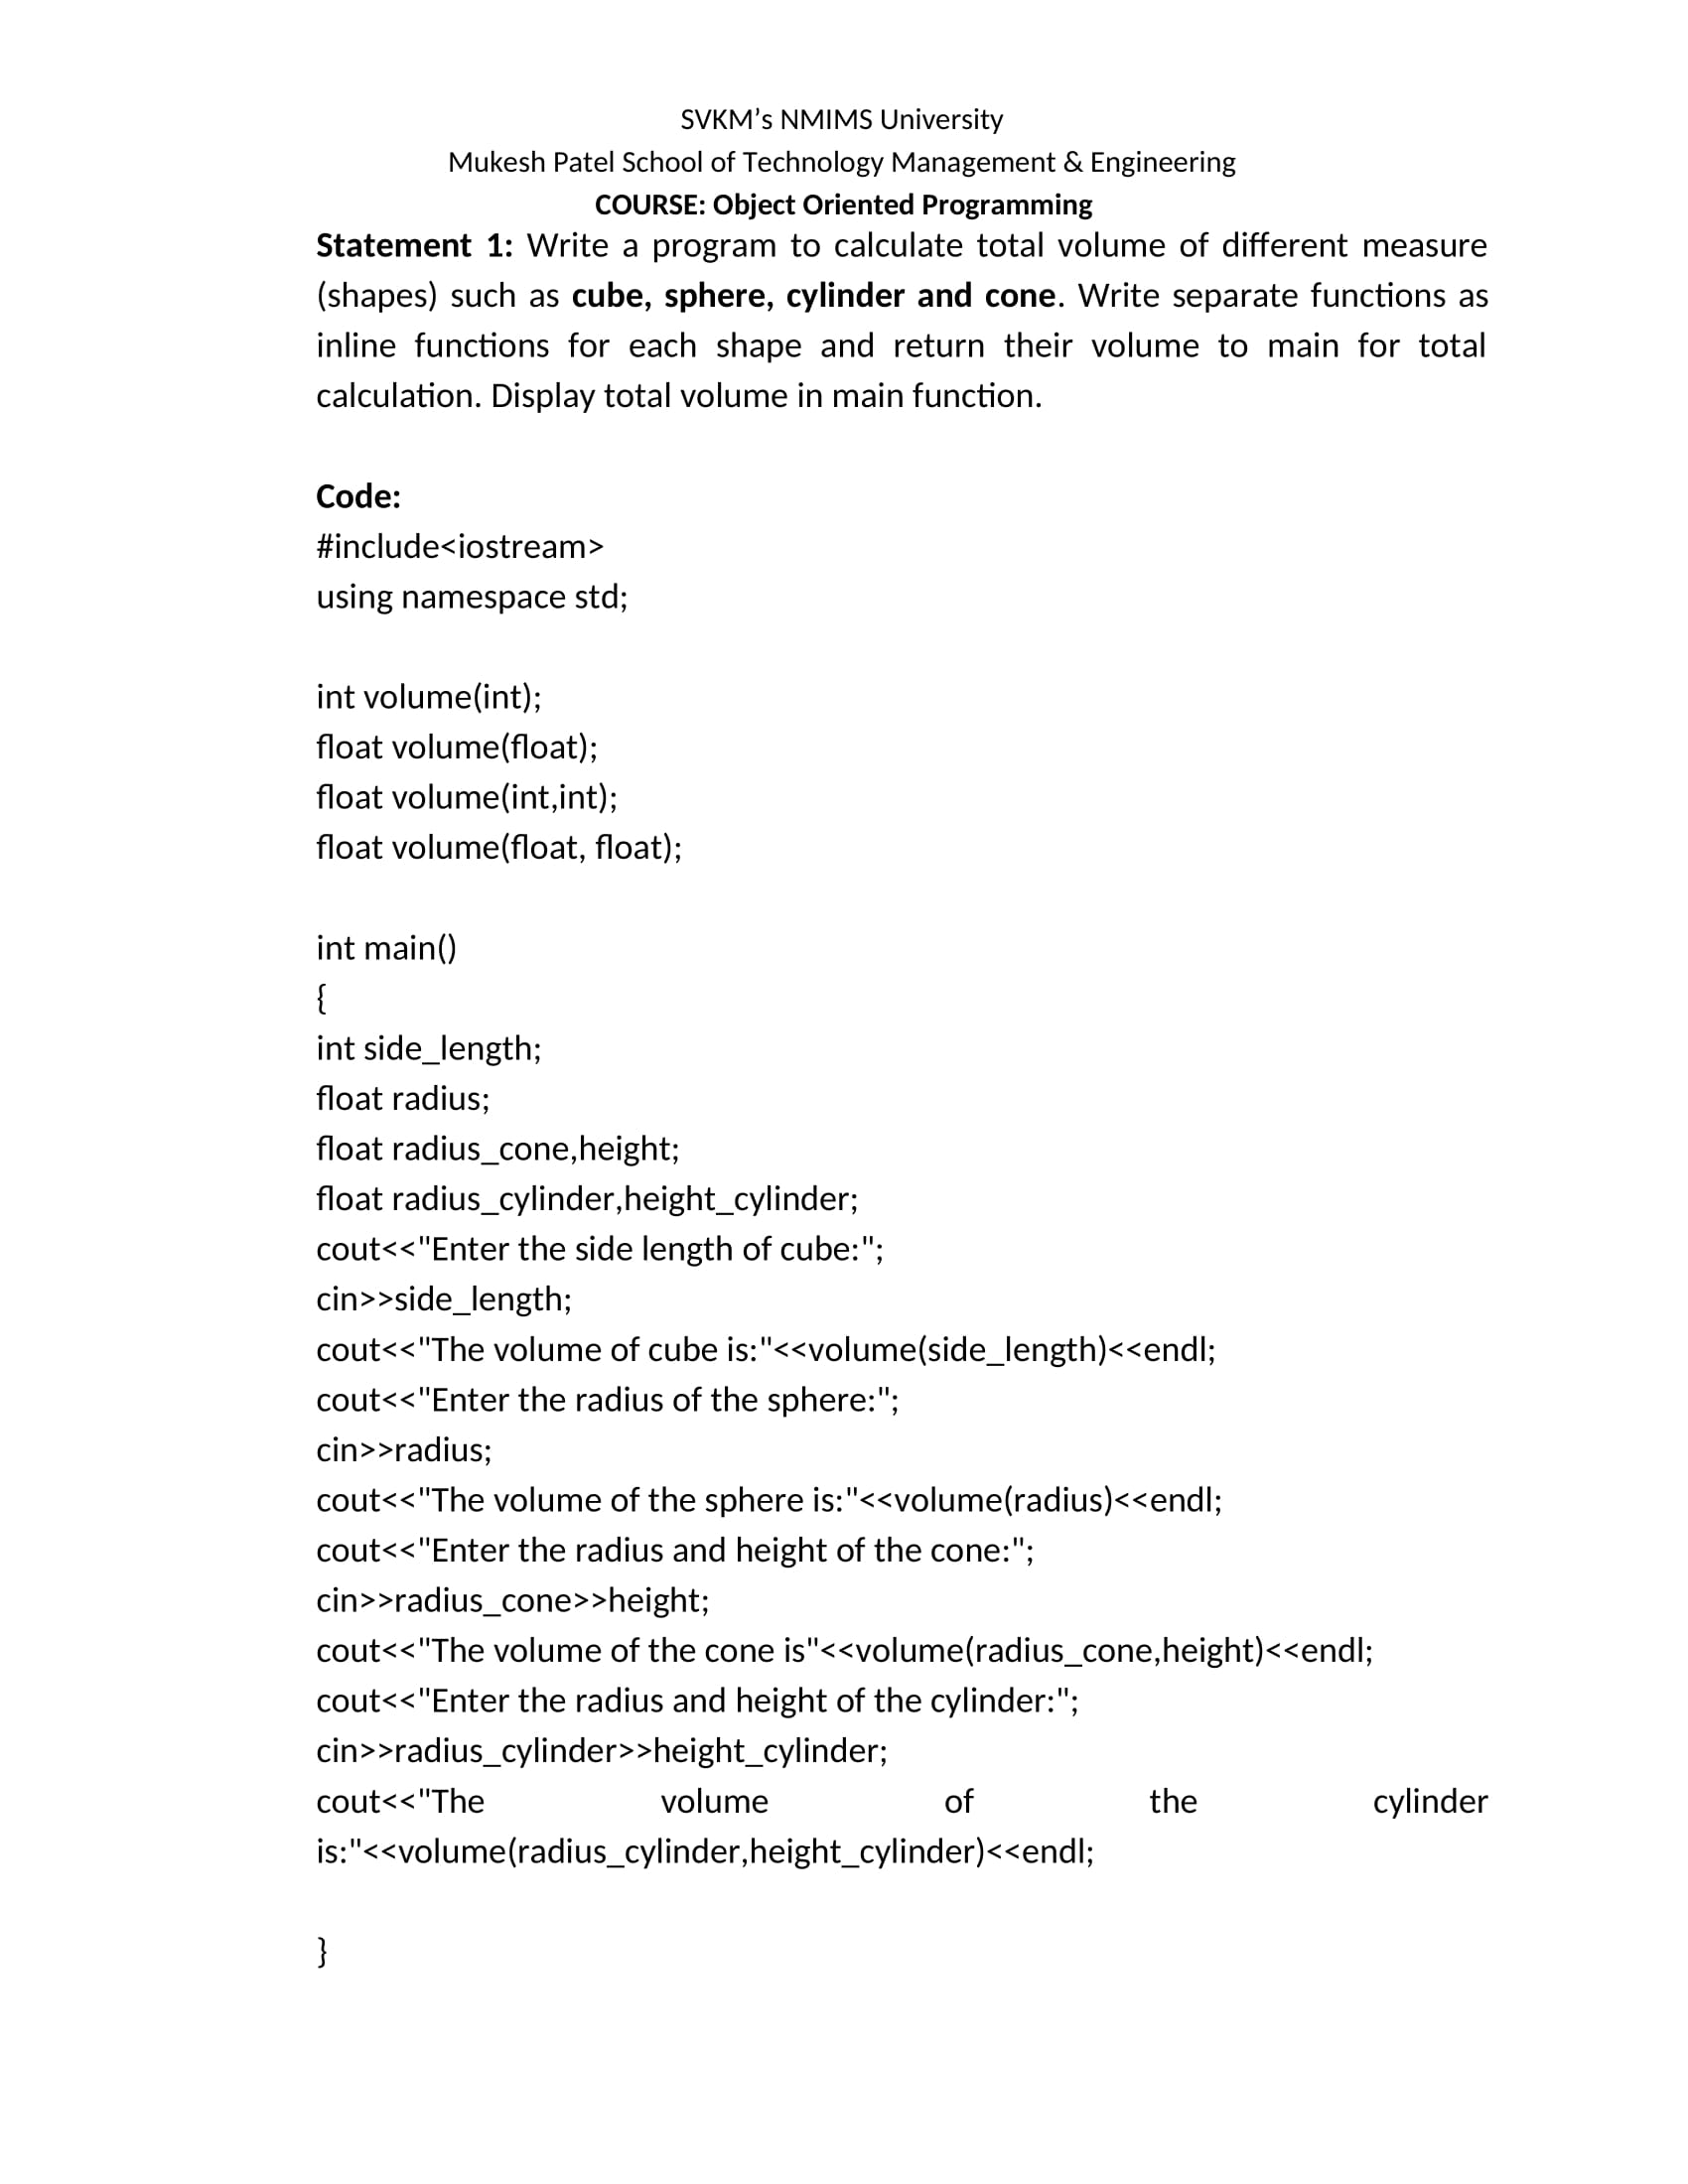 SVKM’s NMIMS University
Mukesh Patel School of Technology Management & Engineering
COURSE: Object Oriented Programming
Statement 1: Write a program to calculate total volume of different measure
(shapes) such as cube, sphere, cylinder and cone. Write separate functions as
inline functions for each shape and return their volume to main for total
calculation. Display total volume in main function.
Code:
#include<iostream>
using namespace std;
int volume(int);
float volume(float);
float volume(int,int);
float volume(float, float);
int main()
{
int side_length;
float radius;
float radius_cone,height;
float radius_cylinder,height_cylinder;
cout<<"Enter the side length of cube:";
cin>>side_length;
cout<<"The volume of cube is:"<<volume(side_length)<<endl;
cout<<"Enter the radius of the sphere:";
cin>>radius;
cout<<"The volume of the sphere is:"<<volume(radius)<<endl;
cout<<"Enter the radius and height of the cone:";
cin>>radius_cone>>height;
cout<<"The volume of the cone is"<<volume(radius_cone,height)<<endl;
cout<<"Enter the radius and height of the cylinder:";
cin>>radius_cylinder>>height_cylinder;
cout<<"The volume of the cylinder
is:"<<volume(radius_cylinder,height_cylinder)<<endl;
}